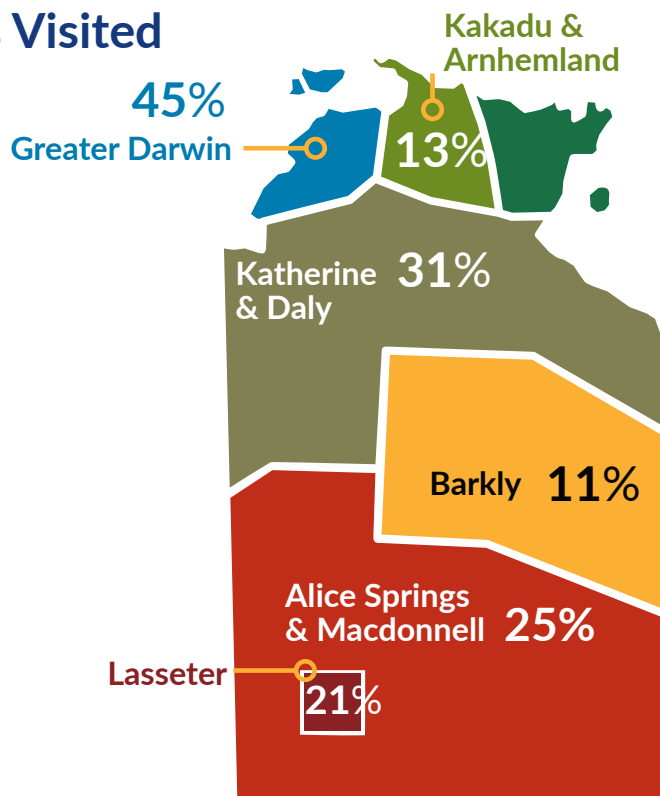 Visited
Kakadu &
Arnhemland
45%
Greater Darwin
13%
Katherine
& Daly
31%
Barkly 11%
Alice Springs
& Macdonnell
25%
Lasseter
21%